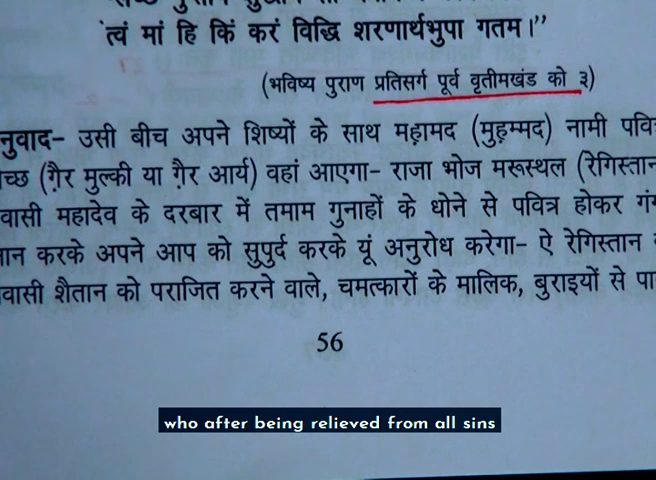 त्वं मां हि किं करं विद्धि शरणार्थभुपा गतम।”
(भविष्य पुराण प्रतिसर्ग पूर्व वृतीमखंड को ३)
नुवाद- उसी बीच अपने शिष्यों के साथ मह़ामद (मुह़म्मद) नामी पवि
च्छ (ग़ैर मुल्की या ग़ैर आर्य) वहां आएगा- राजा भोज मरूस्थल (रेगिस्तान
वासी महादेव के दरबार में तमाम गुनाहों के धोने से पवित्र होकर गं
ान करके अपने आप को सुपुर्द करके यूं अनुरोध करेगा- ऐ रेगिस्तान
वासी शैतान को पराजित करने वाले, चमत्कारों के मालिक, बुराइयों से पा
56
who after being relieved from all sins